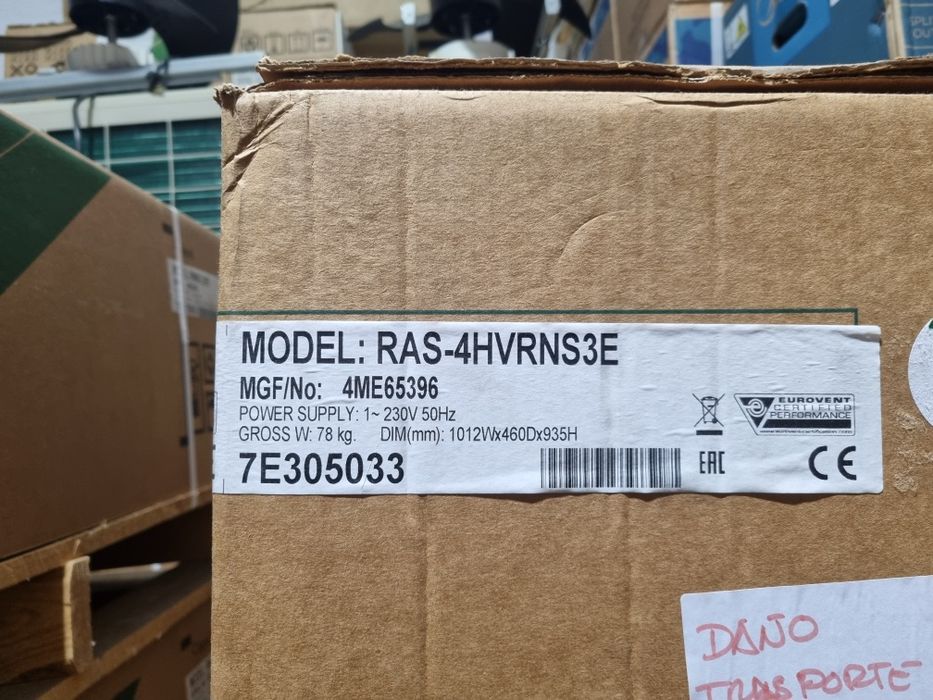 MODEL: RAS-4HVRNS3E
MGF/No: 4ME65396
POWER SUPPLY: 1~ 230V 50Hz
GROSS W: 78 kg. DIM(mm): 1012Wx460Dx935H
7E305033
EUROVENT
CERTIFIED
PERFORMANCE
EAC
CE
DAÑO
TRASPORTE